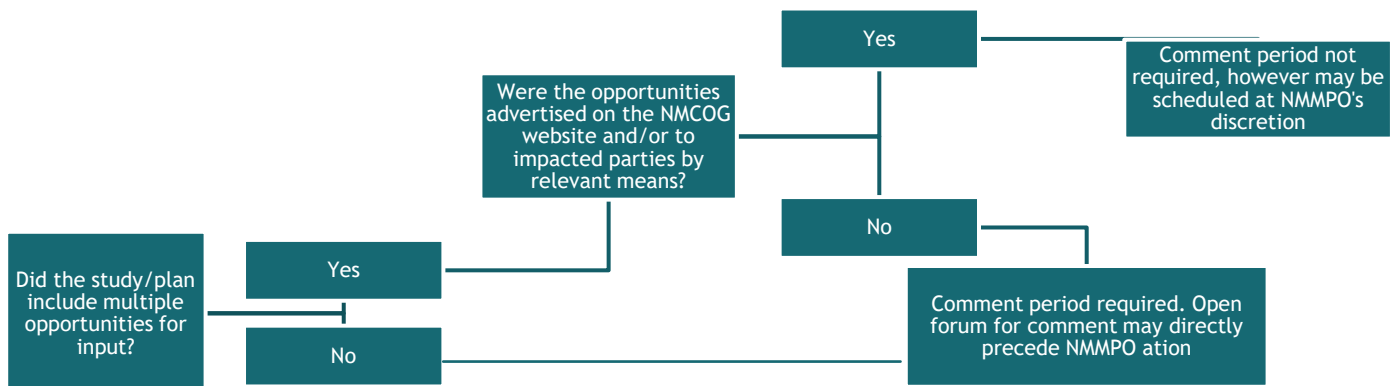 Did the study/plan
include multiple
opportunities for
input?
Yes
No
Were the opportunities
advertised on the NMCOG
website and/or to
impacted parties by
relevant means?
Yes
No
Comment period not
required, however may be
scheduled at NMMPO's
discretion
Comment period required. Open
forum for comment may directly
precede NMMPO ation